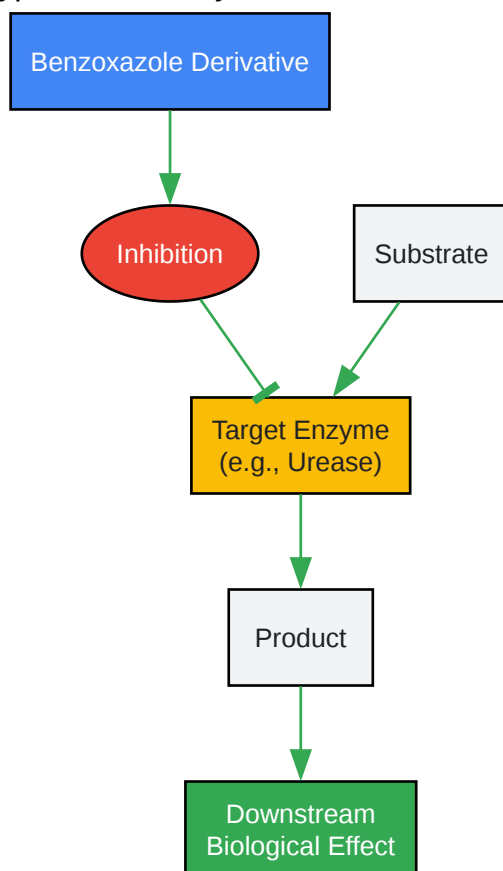 Benzoxazole Derivative
Inhibition
Substrate
Target Enzyme
(e.g., Urease)
Product
Downstream
Biological Effect